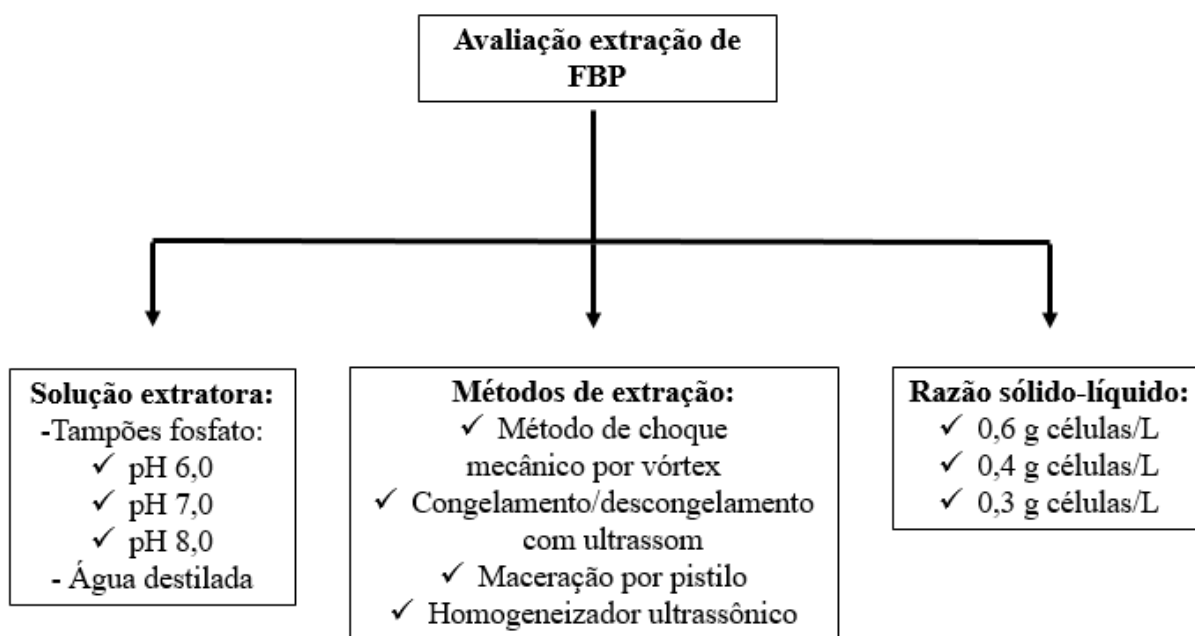 Avaliação extração de
FBP
Solução extratora:
-Tampões fosfato:
✓ pH 6,0
✓ pH 7,0
✓ pH 8,0
- Água destilada
Métodos de extração:
✓ Método de choque
mecânico por vórtex
✓ Congelamento/descongelamento
com ultrassom
✓ Maceração por pistilo
✓ Homogeneizador ultrassônico
Razão sólido-líquido:
✓ 0,6 g células/L
✓ 0,4 g células/L
✓ 0,3 g células/L